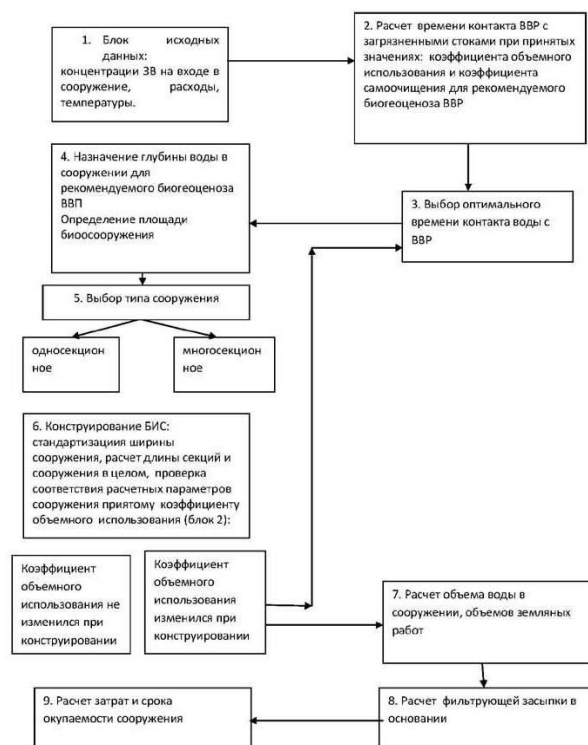 1. Блок исходных
данных:
концентрации ЗВ на входе в
сооружение, расходы,
температуры.
2. Расчет времени контакта ВВР с
загрязненными стоками при принятых
значениях: коэффициента объемного
использования и коэффициента
самоочищения для рекомендуемого
биогеоценоза ВВР
4. Назначение глубины воды в
сооружении для
рекомендуемого биогеоценоза
ВВП
Определение площади
биоосооружения
3. Выбор оптимального
времени контакта воды с
ВВР
5. Выбор типа сооружения
односекцион
ное
многосекцион
ное
6. Конструирование БИС:
стандартизациия ширины
сооружения, расчет длины секций и
сооружения в целом, проверка
соответствия расчетных параметров
сооружения приятому коэффициенту
объемного использования (блок 2):
Коэффициент
объемного
использования не
изменился при
конструировании
Коэффициент
объемного
использования
изменился при
конструировании
7. Расчет объема воды в
сооружении, объемов земляных
работ
9. Расчет затрат и срока
окупаемости сооружения
8. Расчет фильтрующей засыпки в
основании